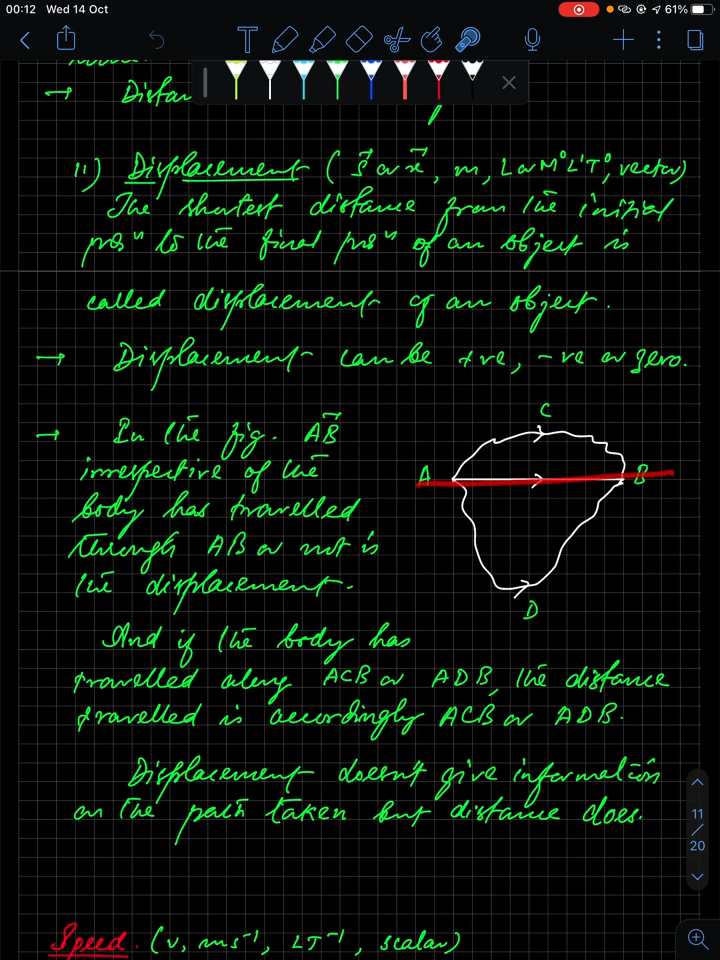 00:12 Wed 14 Oct
61%
→ Distan
11) Displacement (S⃗ or x⃗, m, L or M⁰L¹T⁰, vector)
The shortest distance from the initial
posⁿ to the final posⁿ of an object is
called displacement of an object.
→ Displacement can be +ve, -ve or zero.
→ In the fig. A⃗B
irrespective of the
body has travelled
through AB or not is
the displacement.
C
A
B
D
And if the body has
travelled along ACB or ADB, the distance
travelled is accordingly ACB or ADB.
Displacement doesn't give information
on the path taken but distance does.
11
/
20
Speed. (v, ms⁻¹, LT⁻¹, scalar)